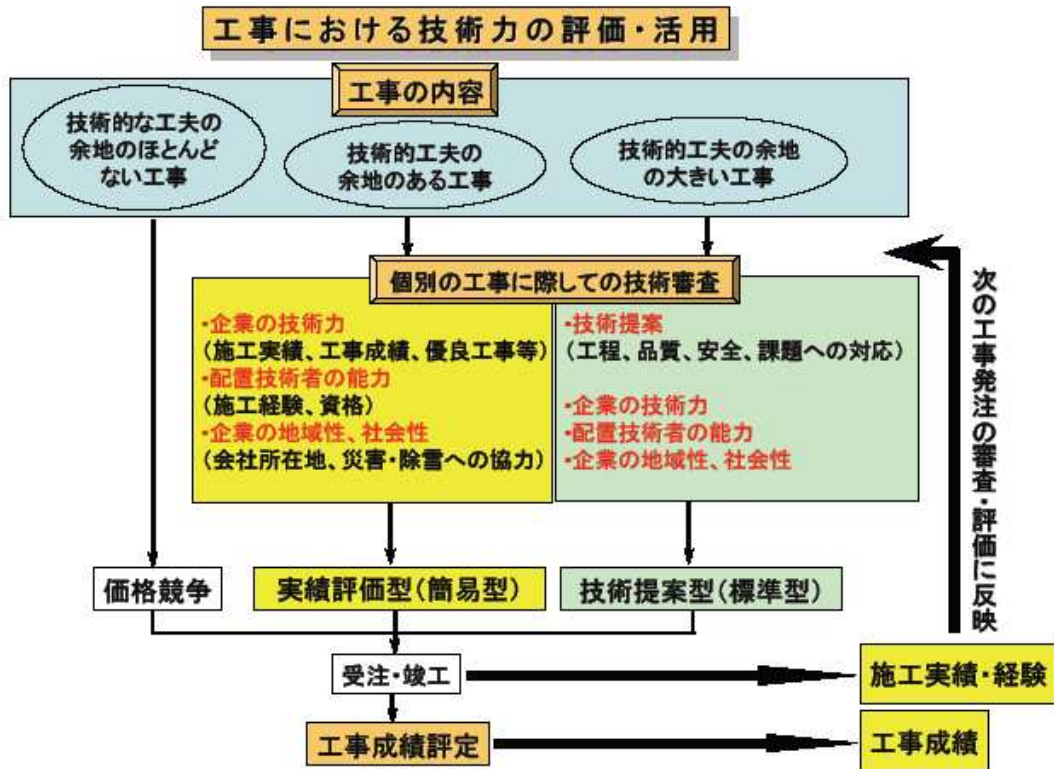 工事における技術力の評価・活用
工事の内容
技術的な工夫の
余地のほとんど
ない工事
技術的工夫の
余地のある工事
技術的工夫の余地
の大きい工事
個別の工事に際しての技術審査
・企業の技術力
(施工実績、工事成績、優良工事等)
・配置技術者の能力
(施工経験、資格)
・企業の地域性、社会性
(会社所在地、災害・除雪への協力)
・技術提案
(工程、品質、安全、課題への対応)
・企業の技術力
・配置技術者の能力
・企業の地域性、社会性
次の工事発注の審査・評価に反映
価格競争
実績評価型(簡易型)
技術提案型(標準型)
受注・竣工
施工実績・経験
工事成績評定
工事成績